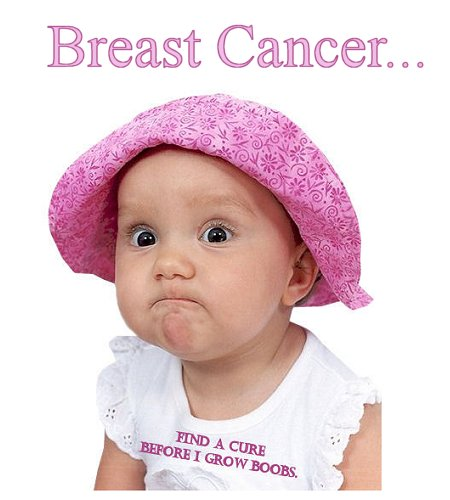 Breast Cancer...
FIND A CURE
BEFORE I GROW BOOBS.